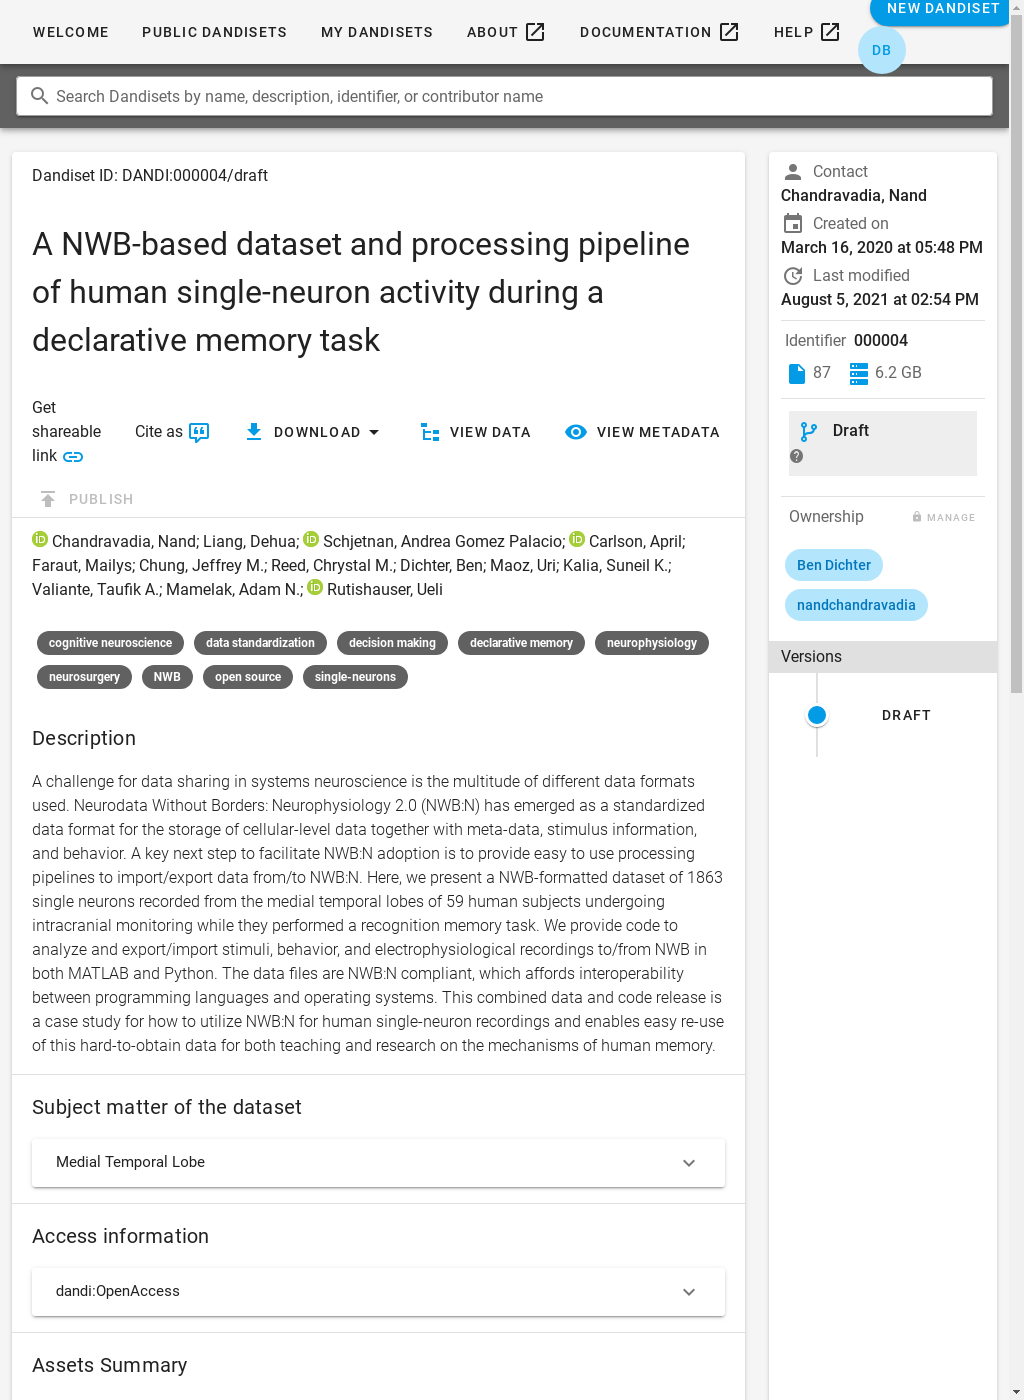 WELCOME PUBLIC DANDISETS MY DANDISETS ABOUT DOCUMENTATION HELP NEW DANDISET
DB
Search Dandisets by name, description, identifier, or contributor name
Dandiset ID: DANDI:000004/draft
A NWB-based dataset and processing pipeline
of human single-neuron activity during a
declarative memory task
Get
shareable
link
Cite as
DOWNLOAD
VIEW DATA
VIEW METADATA
PUBLISH
Chandravadia, Nand; Liang, Dehua; Schjetnan, Andrea Gomez Palacio; Carlson, April;
Faraut, Mailys; Chung, Jeffrey M.; Reed, Chrystal M.; Dichter, Ben; Maoz, Uri; Kalia, Suneil K.;
Valiante, Taufik A.; Mamelak, Adam N.; Rutishauser, Ueli
cognitive neuroscience data standardization decision making declarative memory neurophysiology
neurosurgery NWB open source single-neurons
Description
A challenge for data sharing in systems neuroscience is the multitude of different data formats
used. Neurodata Without Borders: Neurophysiology 2.0 (NWB:N) has emerged as a standardized
data format for the storage of cellular-level data together with meta-data, stimulus information,
and behavior. A key next step to facilitate NWB:N adoption is to provide easy to use processing
pipelines to import/export data from/to NWB:N. Here, we present a NWB-formatted dataset of 1863
single neurons recorded from the medial temporal lobes of 59 human subjects undergoing
intracranial monitoring while they performed a recognition memory task. We provide code to
analyze and export/import stimuli, behavior, and electrophysiological recordings to/from NWB in
both MATLAB and Python. The data files are NWB:N compliant, which affords interoperability
between programming languages and operating systems. This combined data and code release is
a case study for how to utilize NWB:N for human single-neuron recordings and enables easy re-use
of this hard-to-obtain data for both teaching and research on the mechanisms of human memory.
Subject matter of the dataset
Medial Temporal Lobe
Access information
dandi:OpenAccess
Assets Summary
Contact
Chandravadia, Nand
Created on
March 16, 2020 at 05:48 PM
Last modified
August 5, 2021 at 02:54 PM
Identifier 000004
87 6.2 GB
Draft
Ownership MANAGE
Ben Dichter
nandchandravadia
Versions
DRAFT